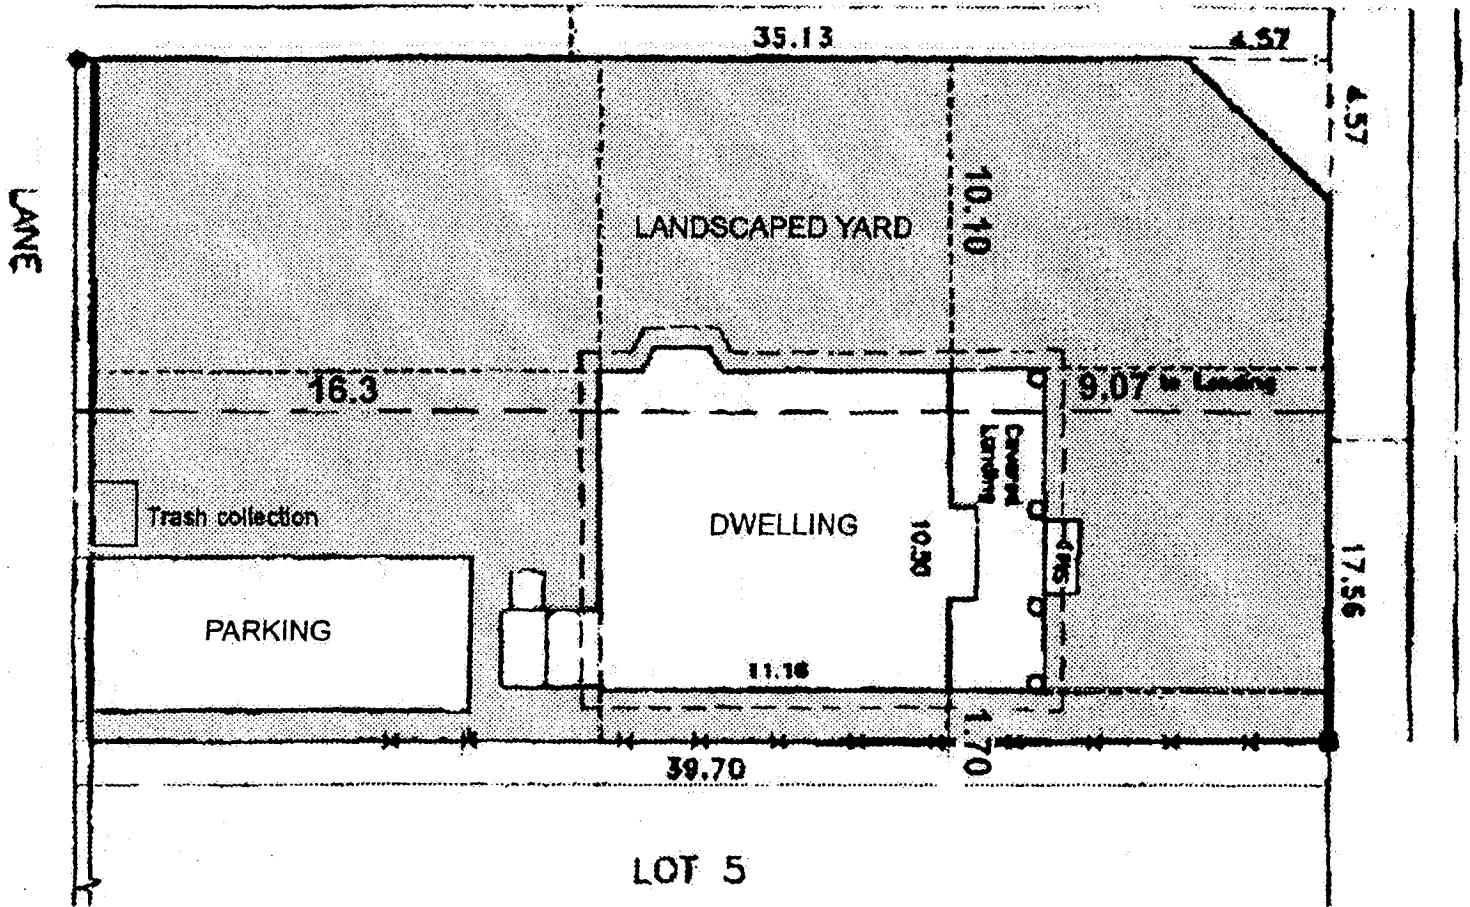 35.13
4.57
4.57
LANE
LANDSCAPED YARD
10.10
16.3
9.07 to Landing
Covered
Landing
Trash collection
DWELLING
10.30
PARKING
17.56
11.16
1.70
39.70
LOT 5